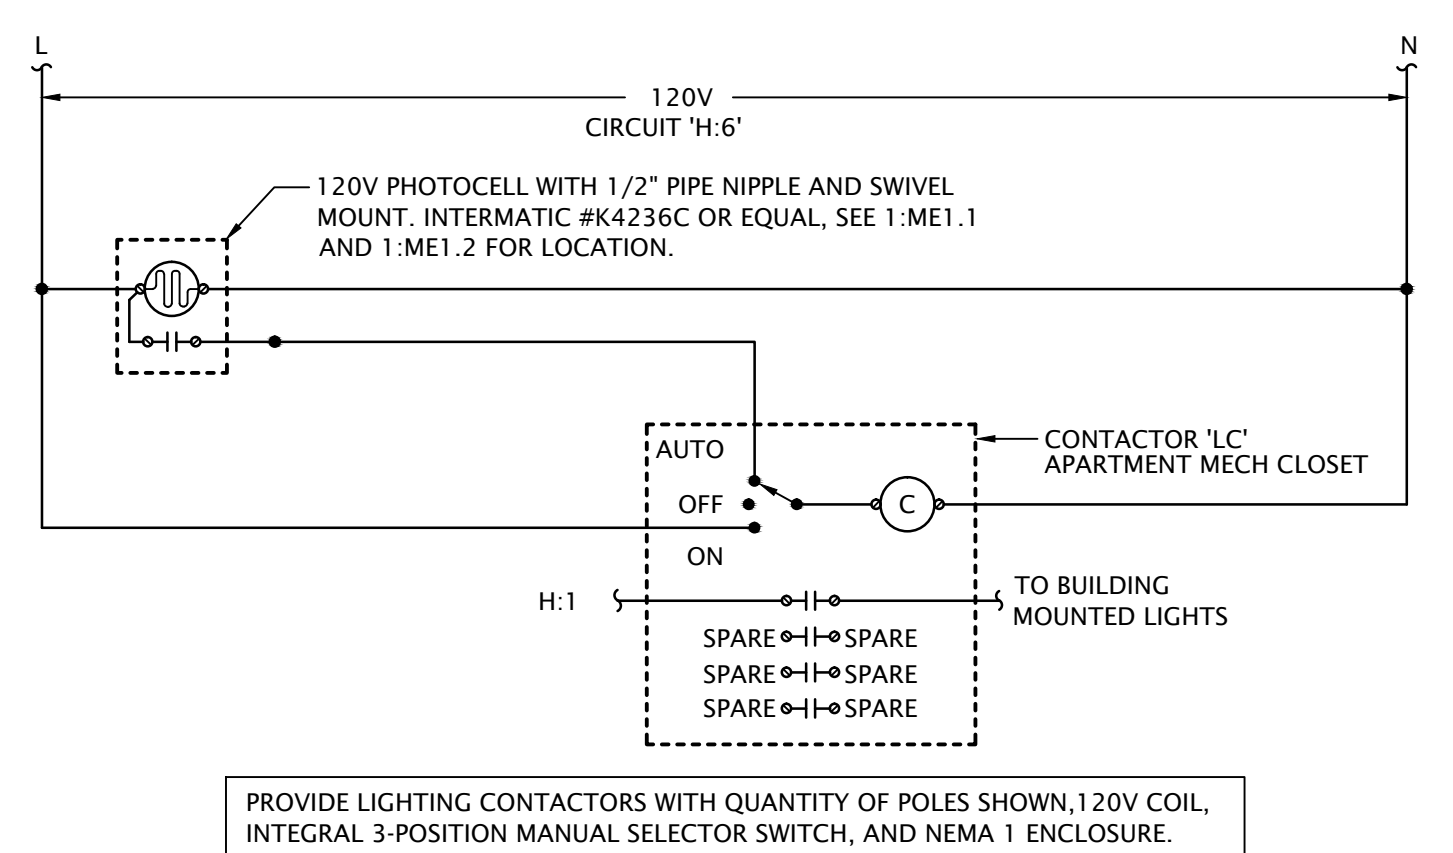 L
N
120V
CIRCUIT 'H:6'
120V PHOTOCELL WITH 1/2" PIPE NIPPLE AND SWIVEL
MOUNT. INTERMATIC #K4236C OR EQUAL, SEE 1:ME1.1
AND 1:ME1.2 FOR LOCATION.
CONTACTOR 'LC'
APARTMENT MECH CLOSET
AUTO
OFF
C
ON
H:1
TO BUILDING
MOUNTED LIGHTS
SPARE SPARE
SPARE SPARE
SPARE SPARE
PROVIDE LIGHTING CONTACTORS WITH QUANTITY OF POLES SHOWN,120V COIL,
INTEGRAL 3-POSITION MANUAL SELECTOR SWITCH, AND NEMA 1 ENCLOSURE.